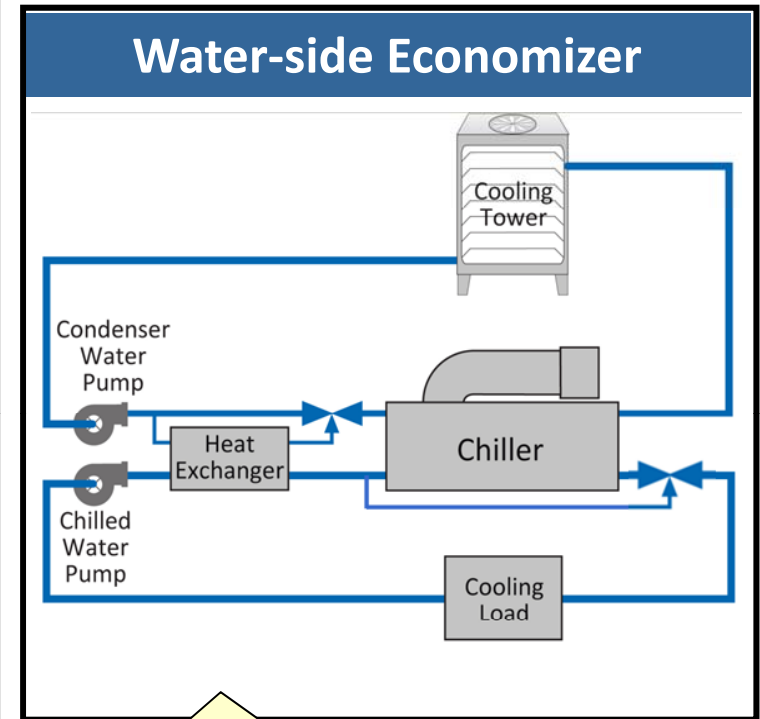 Water-side Economizer
Cooling
Tower
Condenser
Water
Pump
Heat
Exchanger
Chiller
Chilled
Water
Pump
Cooling
Load